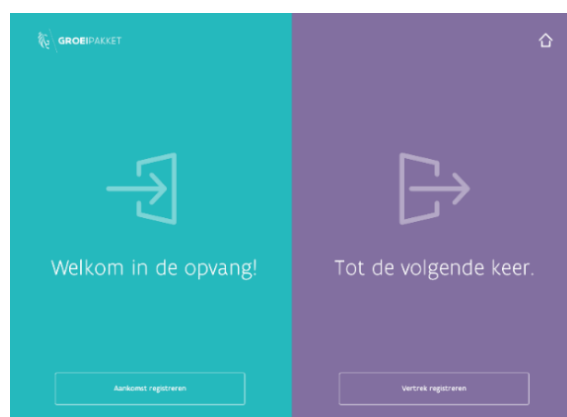 GROEIPAKKET
Welkom in de opvang!
Aankomst registreren
Tot de volgende keer.
Vertrek registreren